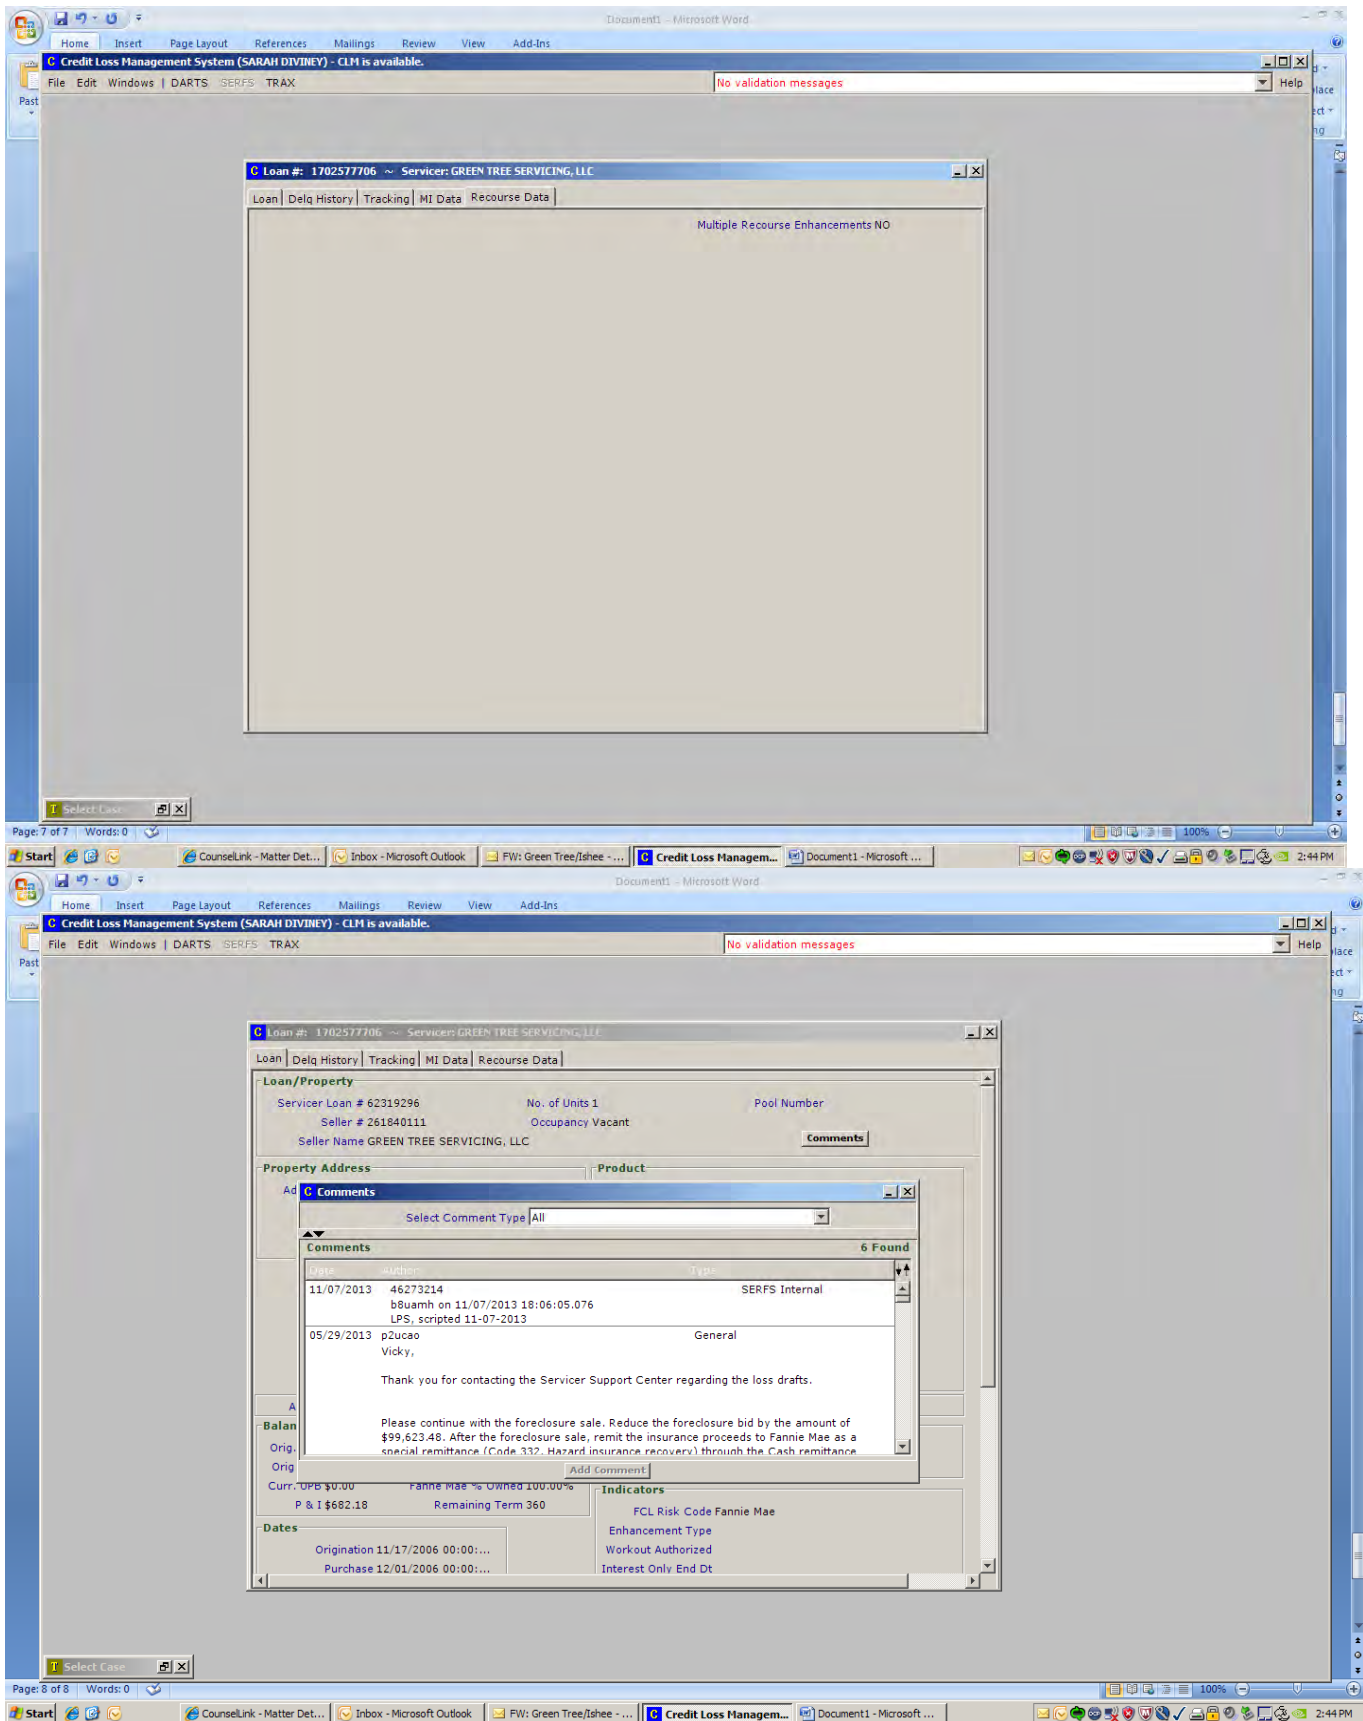 Document1 - Microsoft Word
Home Insert Page Layout References Mailings Review View Add-Ins
C Credit Loss Management System (SARAH DIVINEY) - CLM is available.
File Edit Windows | DARTS SERFS TRAX No validation messages Help
Past
lace
ect
ng
C Loan #: 1702577706 ~ Servicer: GREEN TREE SERVICING, LLC
Loan Delq History Tracking MI Data Recourse Data
Multiple Recourse Enhancements NO
T Select Case
Page: 7 of 7 Words: 0 100%
Start CounselLink - Matter Det... Inbox - Microsoft Outlook FW: Green Tree/Ishee - ... C Credit Loss Managem... Document1 - Microsoft ... 2:44 PM
Document1 - Microsoft Word
Home Insert Page Layout References Mailings Review View Add-Ins
C Credit Loss Management System (SARAH DIVINEY) - CLM is available.
File Edit Windows | DARTS SERFS TRAX No validation messages Help
Past
lace
ect
ng
C Loan #: 1702577706 ~ Servicer: GREEN TREE SERVICING, LLC
Loan Delq History Tracking MI Data Recourse Data
Loan/Property
Servicer Loan # 62319296 No. of Units 1 Pool Number
Seller # 261840111 Occupancy Vacant
Seller Name GREEN TREE SERVICING, LLC Comments
Property Address Product
Ad C Comments
Select Comment Type All
Comments 6 Found
Date Author Type
11/07/2013 46273214 SERFS Internal
b8uamh on 11/07/2013 18:06:05.076
LPS, scripted 11-07-2013
05/29/2013 p2ucao General
Vicky,
Thank you for contacting the Servicer Support Center regarding the loss drafts.
Please continue with the foreclosure sale. Reduce the foreclosure bid by the amount of
$99,623.48. After the foreclosure sale, remit the insurance proceeds to Fannie Mae as a
special remittance (Code 332, Hazard insurance recovery) through the Cash remittance
A
Balan
Orig.
Orig
Add Comment
Curr. UPB $0.00 Fannie Mae % Owned 100.00% Indicators
P & I $682.18 Remaining Term 360 FCL Risk Code Fannie Mae
Dates Enhancement Type
Origination 11/17/2006 00:00:... Workout Authorized
Purchase 12/01/2006 00:00:... Interest Only End Dt
T Select Case
Page: 8 of 8 Words: 0 100%
Start CounselLink - Matter Det... Inbox - Microsoft Outlook FW: Green Tree/Ishee - ... C Credit Loss Managem... Document1 - Microsoft ... 2:44 PM